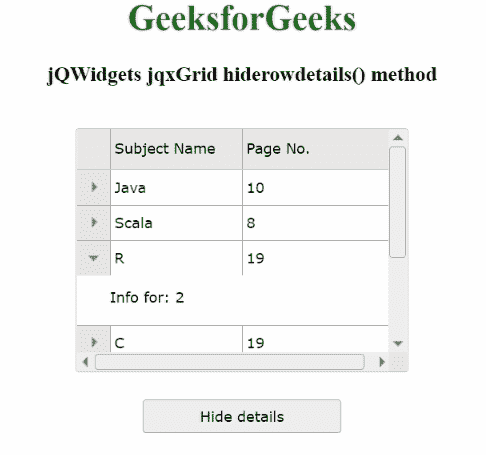 GeeksforGeeks
jQWidgets jqxGrid hiderowdetails() method
Subject Name Page No.
Java 10
Scala 8
R 19
Info for: 2
C 19
Hide details